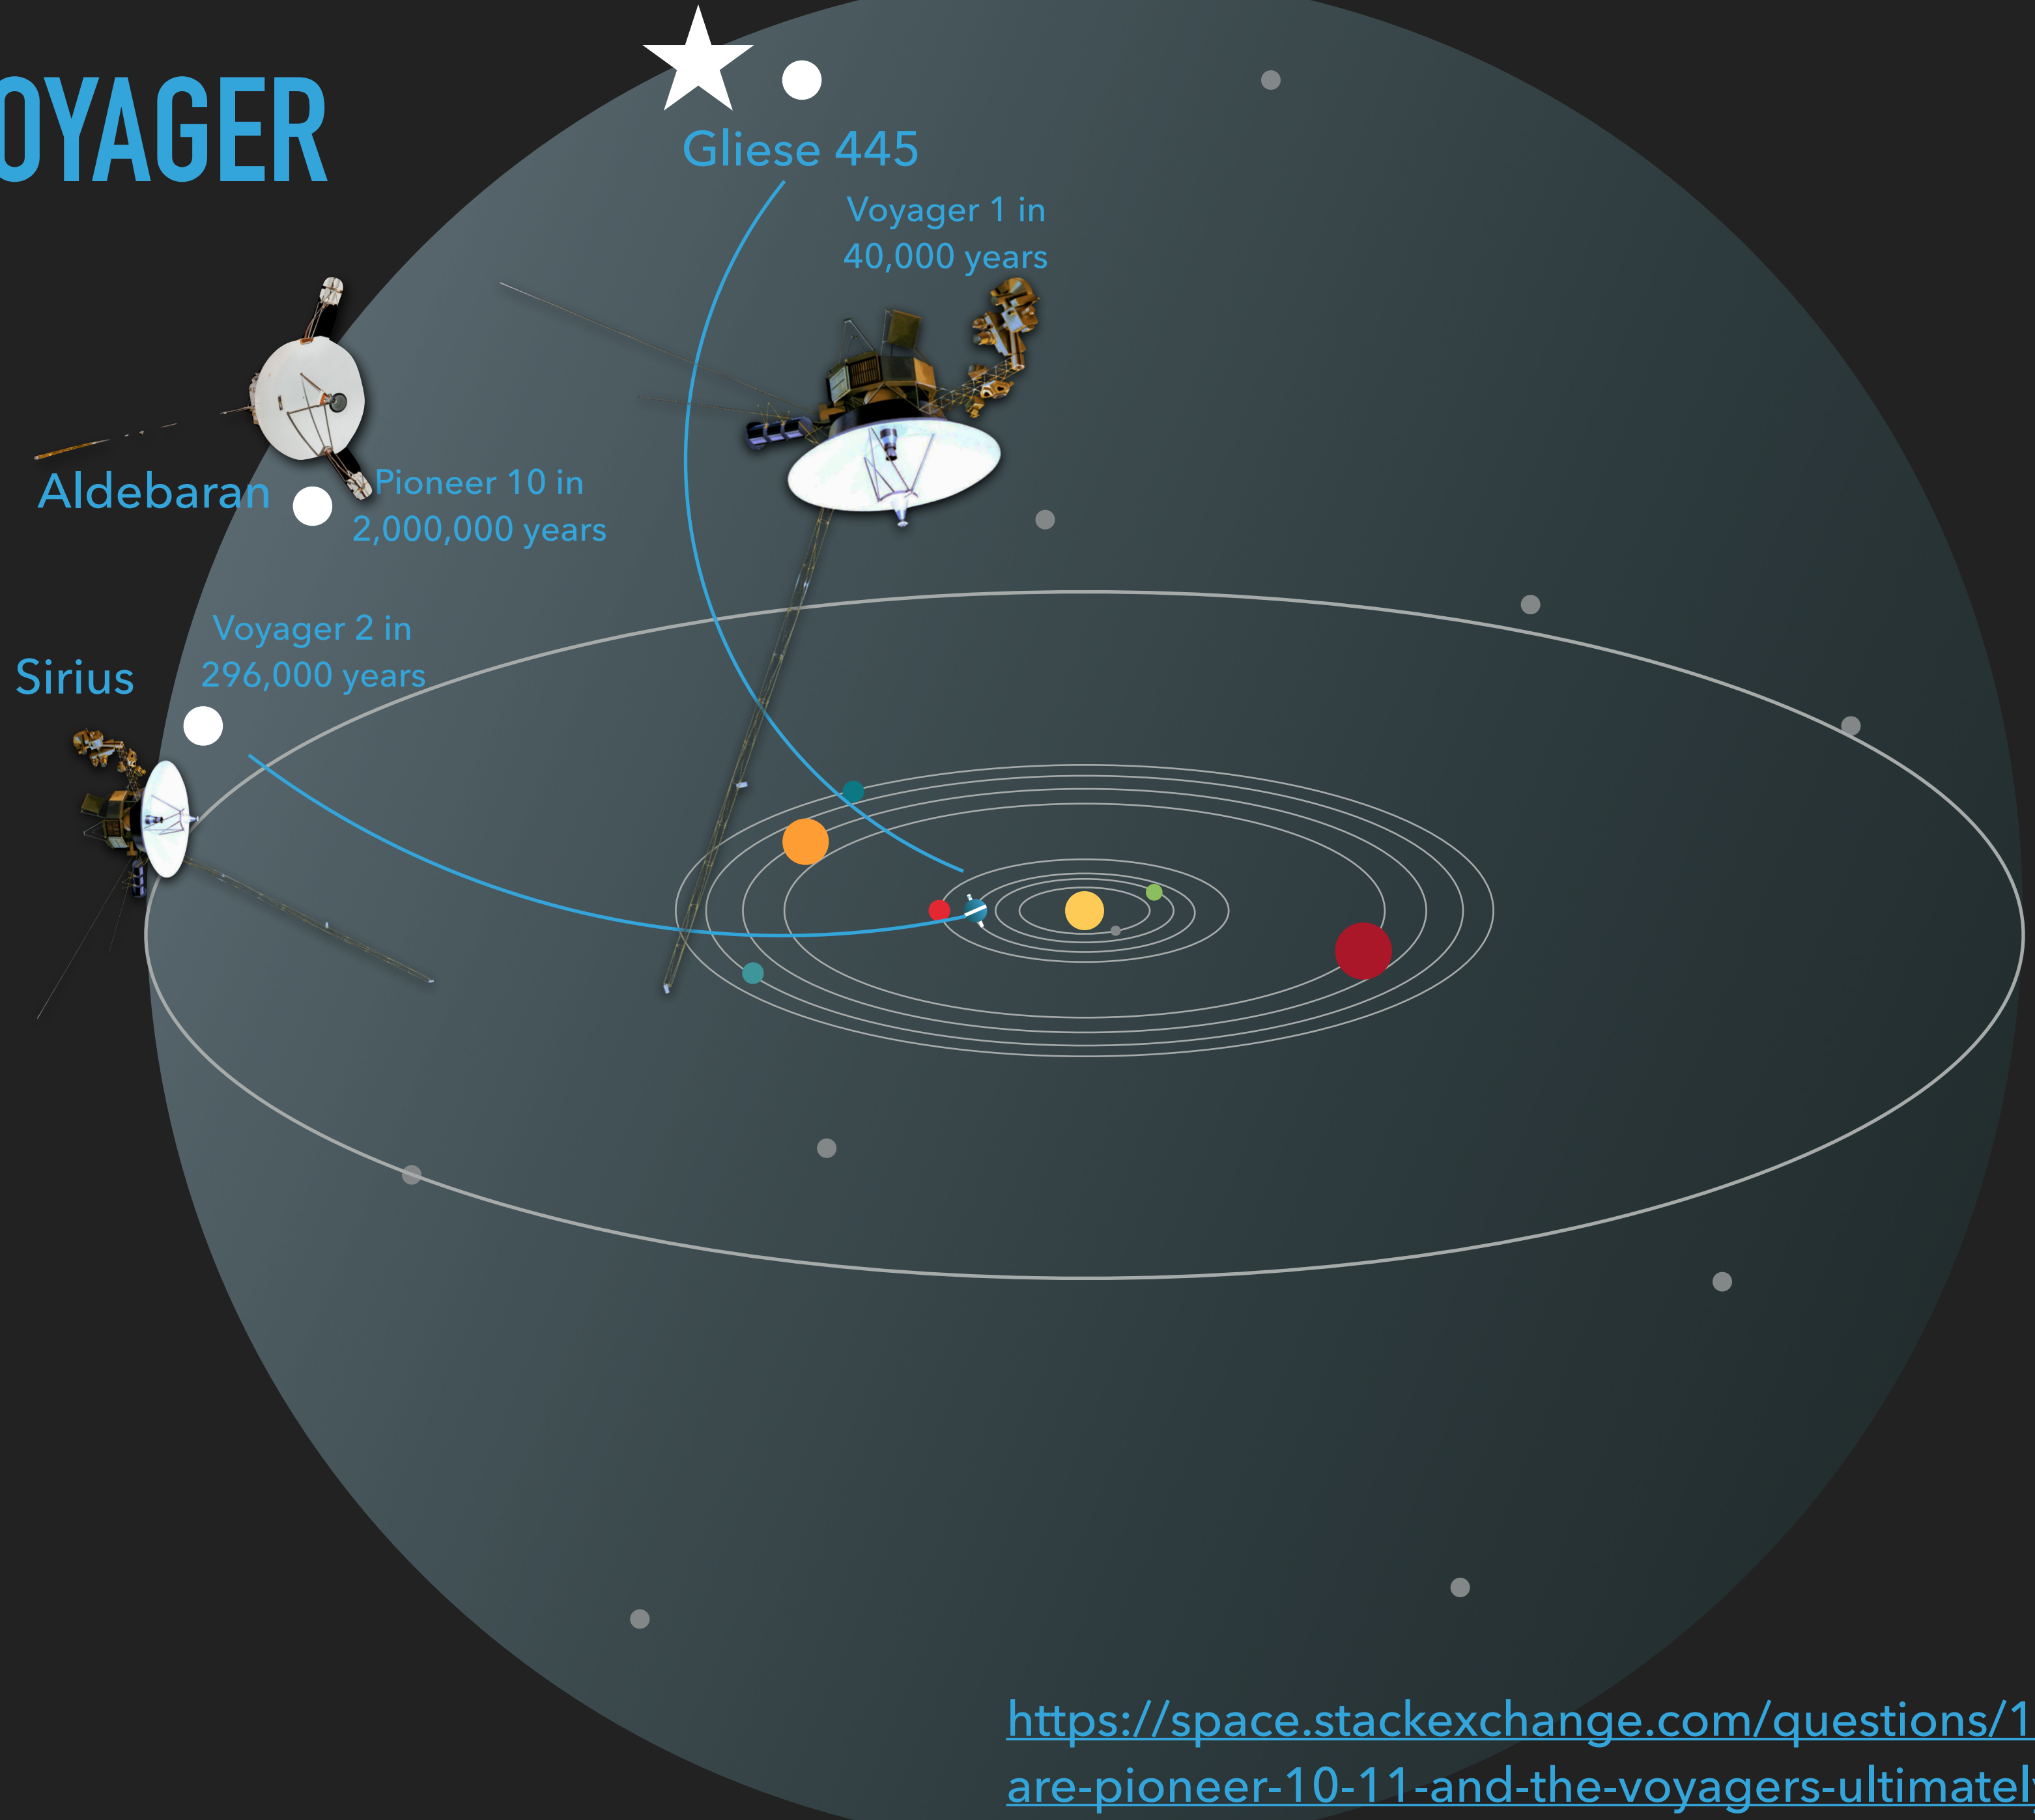 OYAGER
Gliese 445
Voyager 1 in
40,000 years
Aldebaran
Pioneer 10 in
2,000,000 years
Voyager 2 in
296,000 years
Sirius
https://space.stackexchange.com/questions/1
are-pioneer-10-11-and-the-voyagers-ultimately